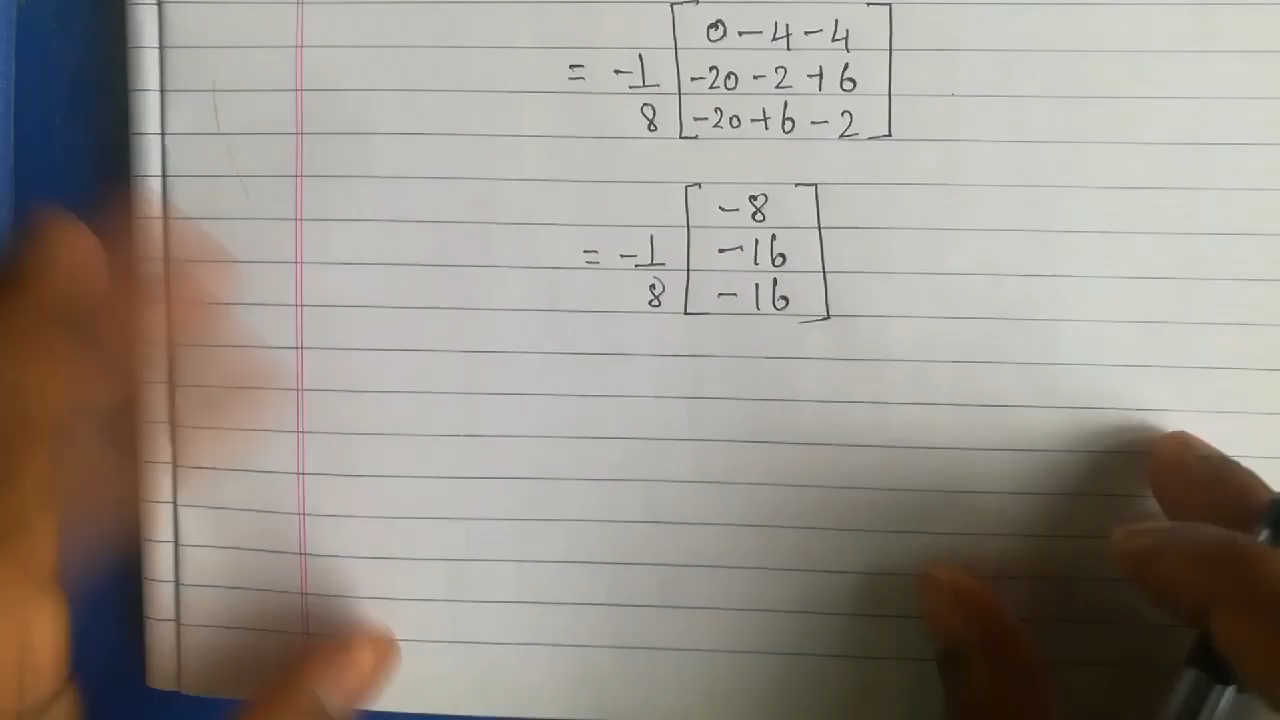 0 - 4 - 4
= -1 -20 - 2 + 6
8 -20 + 6 - 2
-8
= -1 -16
8 -16